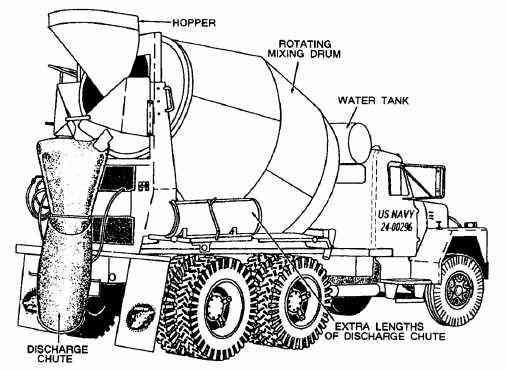 HOPPER
ROTATING
MIXING DRUM
WATER TANK
US NAVY
24-00296
EXTRA LENGTHS
OF DISCHARGE CHUTE
DISCHARGE
CHUTE